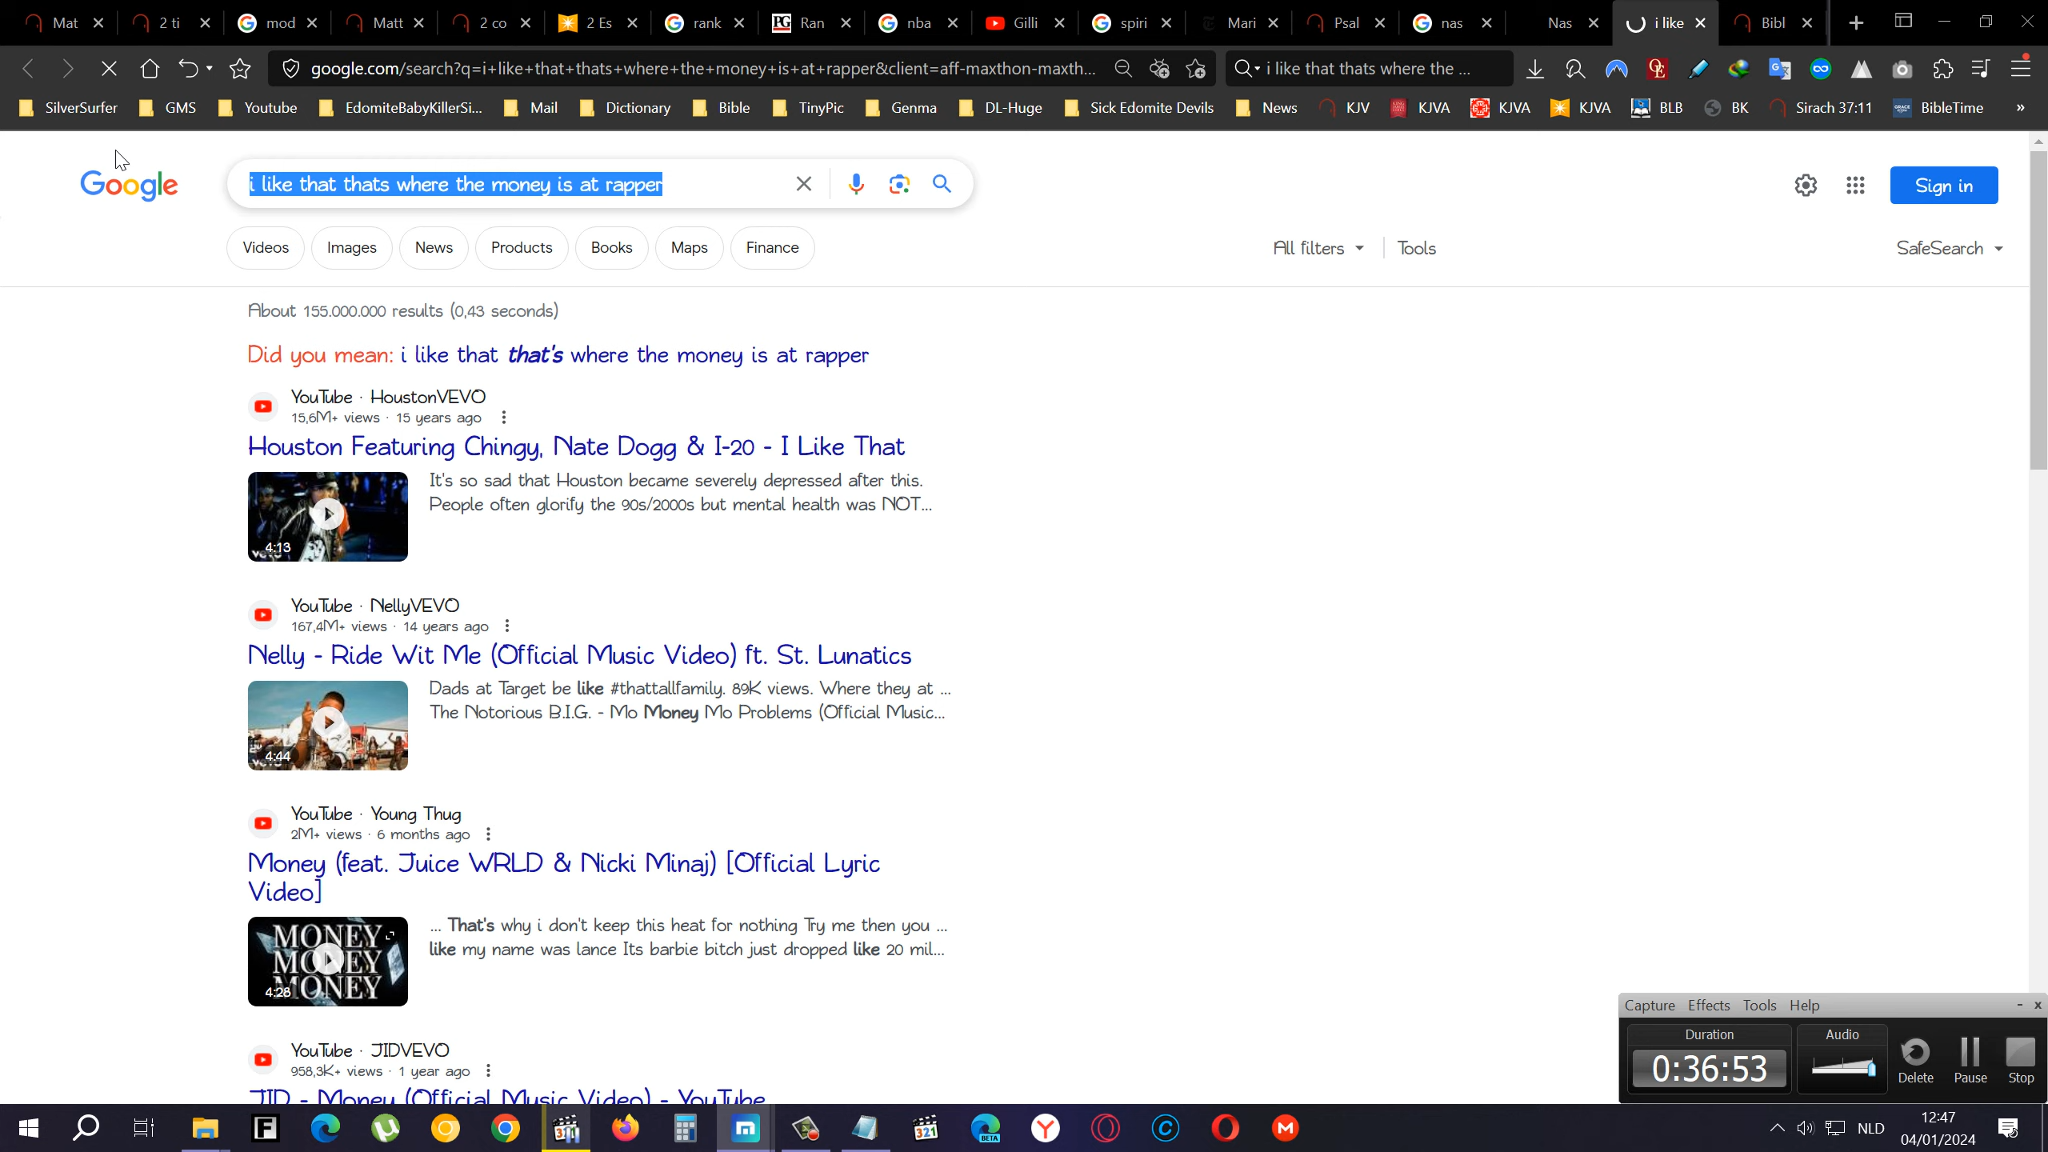 Mat
2 ti
mod
Matt
2 co
2 Es
rank
Ran
nba
Gilli
spiri
Mari
Psal
nas
Nas
i like
Bibl
google.com/search?q=i+like+that+thats+where+the+money+is+at+rapper&client=aff-maxthon-maxth...
i like that thats where the ...
SilverSurfer
GMS
Youtube
EdomiteBabyKillerSi...
Mail
Dictionary
Bible
TinyPic
Genma
DL-Huge
Sick Edomite Devils
News
KJV
KJVA
KJVA
KJVA
BLB
BK
Sirach 37:11
BibleTime
»
Google
i like that thats where the money is at rapper
Sign in
Videos
Images
News
Products
Books
Maps
Finance
All filters
Tools
SafeSearch
About 155.000.000 results (0,43 seconds)
Did you mean: i like that that's where the money is at rapper
YouTube · HoustonVEVO
15,6M+ views · 15 years ago
Houston Featuring Chingy, Nate Dogg & I-20 - I Like That
It's so sad that Houston became severely depressed after this.
People often glorify the 90s/2000s but mental health was NOT...
4:13
YouTube · NellyVEVO
167,4M+ views · 14 years ago
Nelly - Ride Wit Me (Official Music Video) ft. St. Lunatics
Dads at Target be like #thattallfamily. 89K views. Where they at ...
The Notorious B.I.G. - Mo Money Mo Problems (Official Music...
4:44
YouTube · Young Thug
2M+ views · 6 months ago
Money (feat. Juice WRLD & Nicki Minaj) [Official Lyric
Video]
... That's why i don't keep this heat for nothing Try me then you ...
like my name was lance Its barbie bitch just dropped like 20 mil...
MONEY
MONEY
MONEY
4:28
YouTube · JIDVEVO
958,3K+ views · 1 year ago
JID - Money (Official Music Video) - YouTube
Capture Effects Tools Help
Duration
Audio
0:36:53
Delete
Pause
Stop
NLD
12:47
04/01/2024